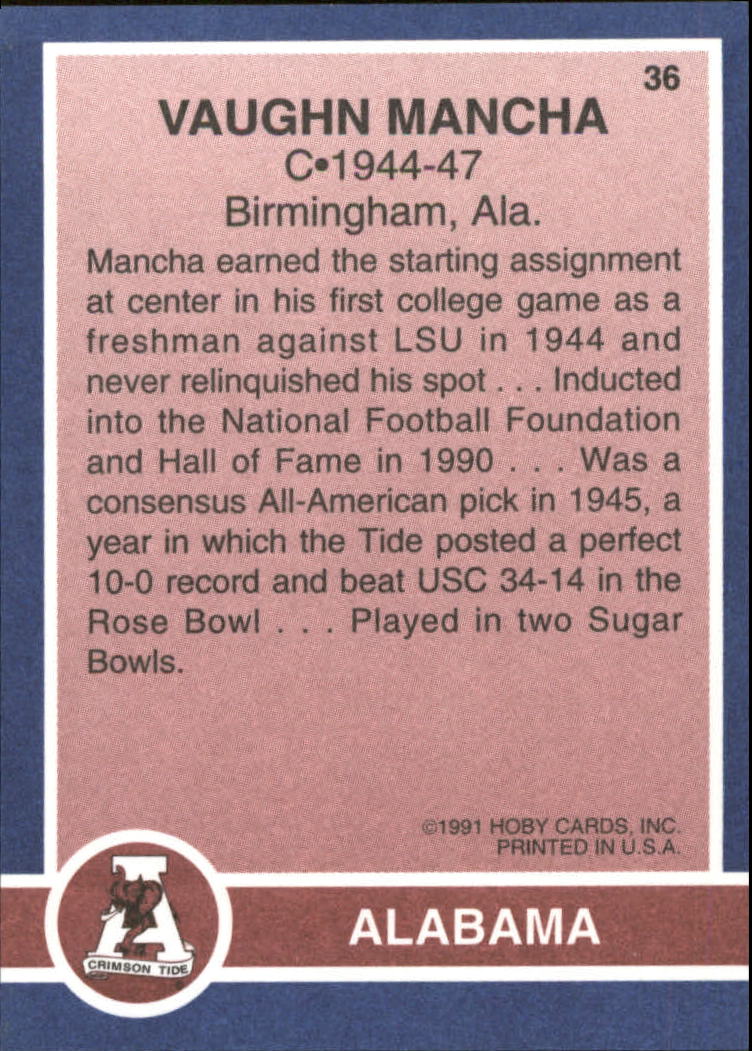 36
VAUGHN MANCHA
C•1944-47
Birmingham, Ala.
Mancha earned the starting assignment
at center in his first college game as a
freshman against LSU in 1944 and
never relinquished his spot . . . Inducted
into the National Football Foundation
and Hall of Fame in 1990 . . . Was a
consensus All-American pick in 1945, a
year in which the Tide posted a perfect
10-0 record and beat USC 34-14 in the
Rose Bowl . . . Played in two Sugar
Bowls.
©1991 HOBY CARDS, INC.
PRINTED IN U.S.A.
A
CRIMSON TIDE
®
ALABAMA